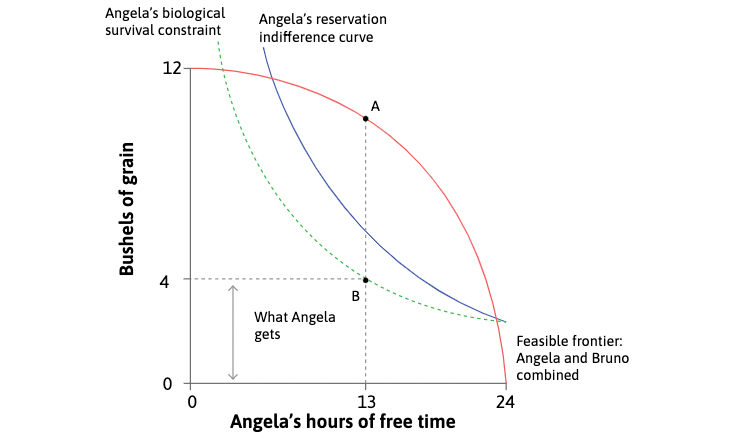 Angela's biological
survival constraint
Angela's reservation
indifference curve
12
A
Bushels of grain
4
B
What Angela
gets
Feasible frontier:
Angela and Bruno
combined
0
0
13
24
Angela's hours of free time